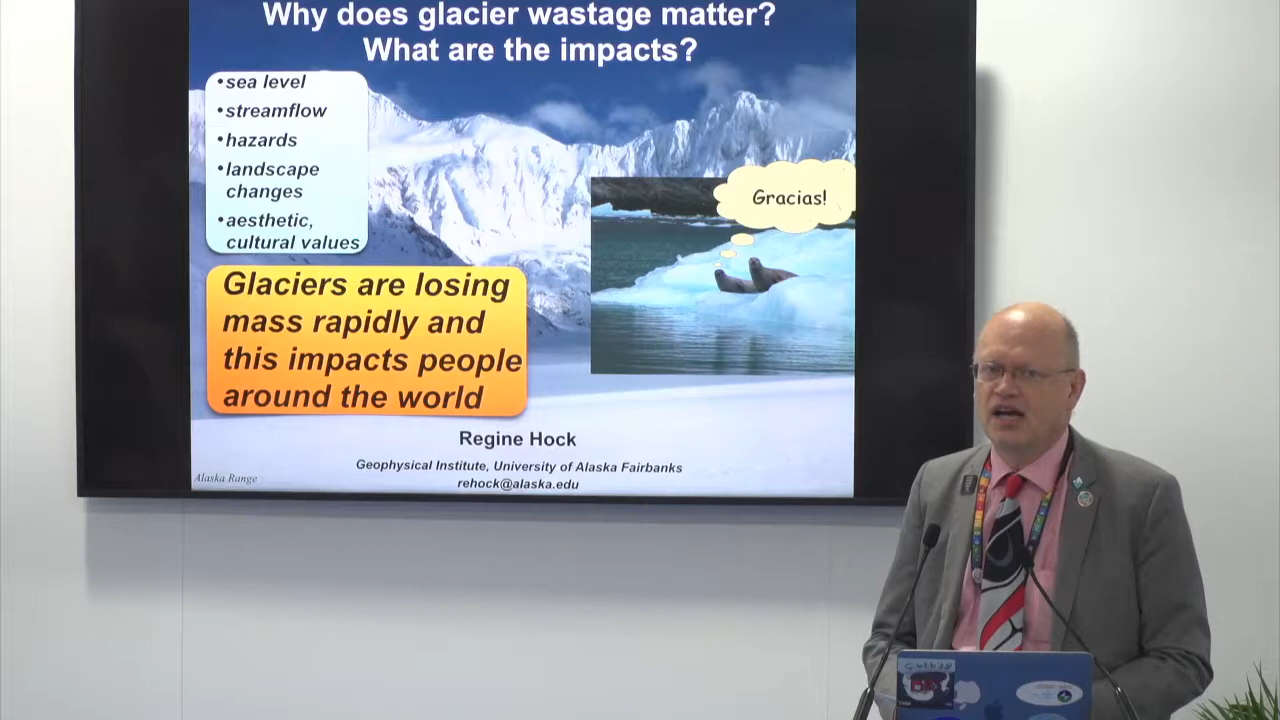 Why does glacier wastage matter?
What are the impacts?
•sea level
•streamflow
•hazards
•landscape
changes
•aesthetic,
cultural values
Gracias!
Glaciers are losing
mass rapidly and
this impacts people
around the world
Regine Hock
Geophysical Institute, University of Alaska Fairbanks
rehock@alaska.edu
Alaska Range